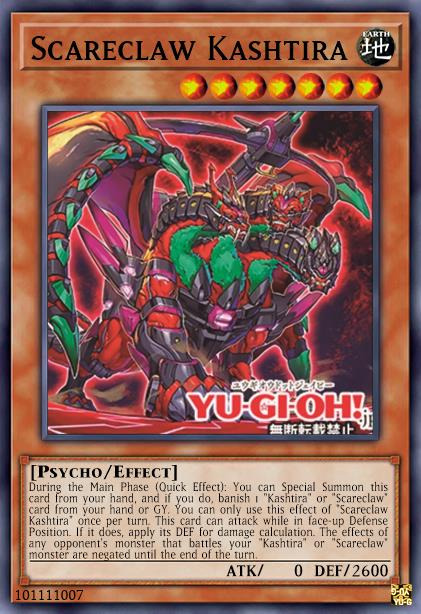 SCARECLAW KASHTIRA
EARTH
地
ユウギオウドットジェイピー
YU-GI-OH!
無断転載禁止
[PSYCHO/EFFECT]
During the Main Phase (Quick Effect): You can Special Summon this
card from your hand, and if you do, banish 1 "Kashtira" or "Scareclaw"
card from your hand or GY. You can only use this effect of "Scareclaw
Kashtira" once per turn. This card can attack while in face-up Defense
Position. If it does, apply its DEF for damage calculation. The effects of
any opponent's monster that battles your "Kashtira" or "Scareclaw"
monster are negated until the end of the turn.
ATK/ 0 DEF/2600
101111007